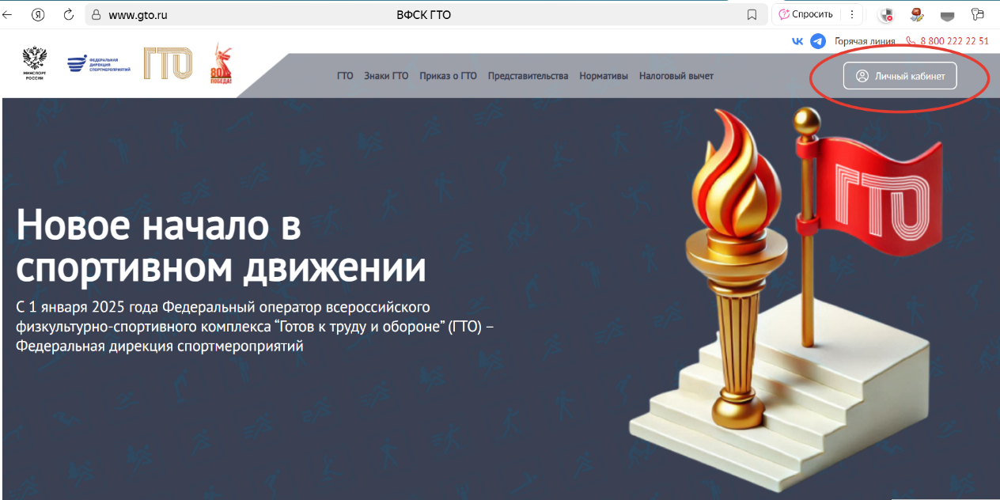 www.gto.ru
ВФСК ГТО
Спросить
Горячая линия 8 800 222 22 51
МИНСПОРТ
РОССИИ
ФЕДЕРАЛЬНАЯ
ДИРЕКЦИЯ
СПОРТМЕРОПРИЯТИЙ
ГТО
80
ПОБЕДА!
ГТО Знаки ГТО Приказ о ГТО Представительства Нормативы Налоговый вычет
Личный кабинет
Новое начало в
спортивном движении
С 1 января 2025 года Федеральный оператор всероссийского
физкультурно-спортивного комплекса “Готов к труду и обороне” (ГТО) –
Федеральная дирекция спортмероприятий
ГТО